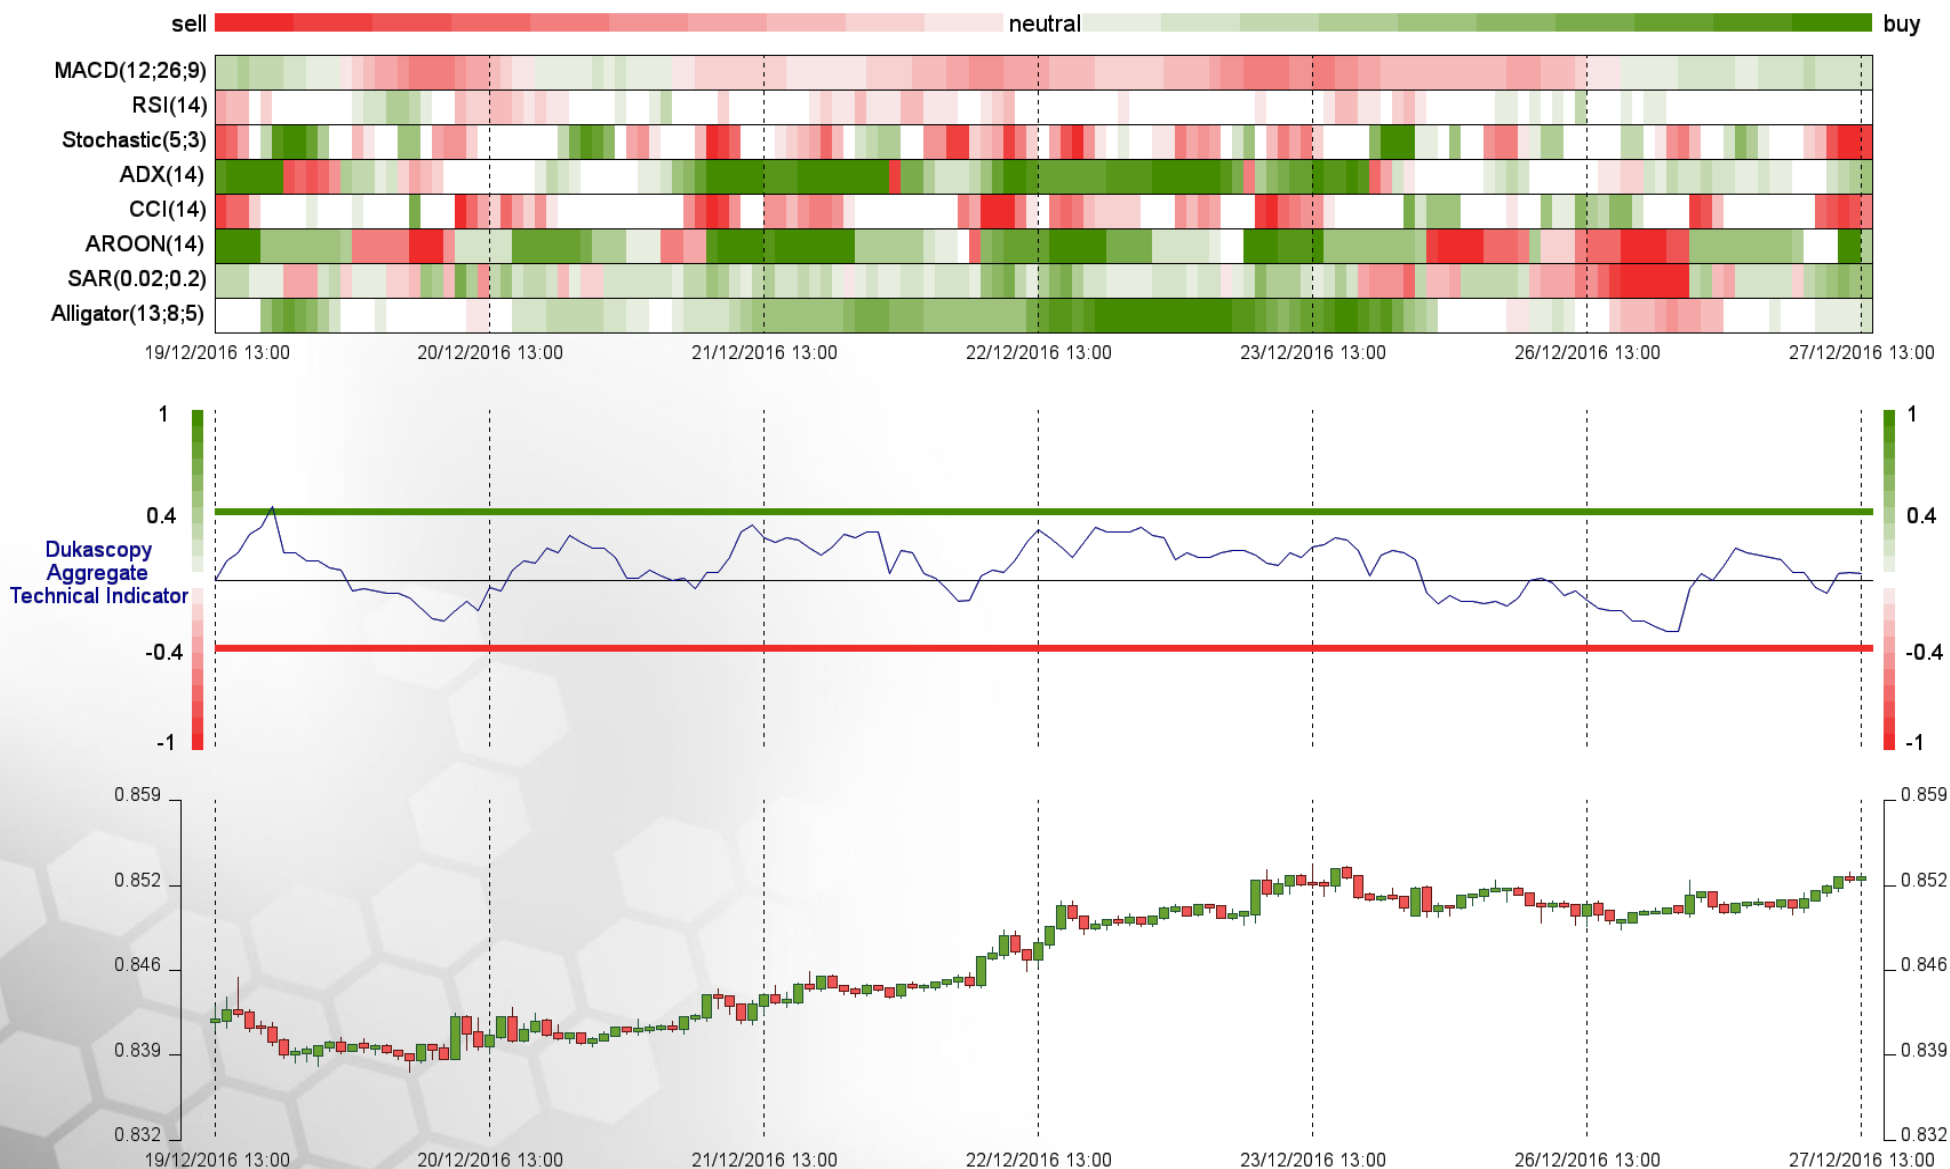 sell neutral buy
MACD(12;26;9)
RSI(14)
Stochastic(5;3)
ADX(14)
CCI(14)
AROON(14)
SAR(0.02;0.2)
Alligator(13;8;5)
19/12/2016 13:00 20/12/2016 13:00 21/12/2016 13:00 22/12/2016 13:00 23/12/2016 13:00 26/12/2016 13:00 27/12/2016 13:00
1 1
0.4 0.4
Dukascopy
Aggregate
Technical Indicator
-0.4 -0.4
-1 -1
0.859 0.859
0.852 0.852
0.846 0.846
0.839 0.839
0.832 0.832
19/12/2016 13:00 20/12/2016 13:00 21/12/2016 13:00 22/12/2016 13:00 23/12/2016 13:00 26/12/2016 13:00 27/12/2016 13:00